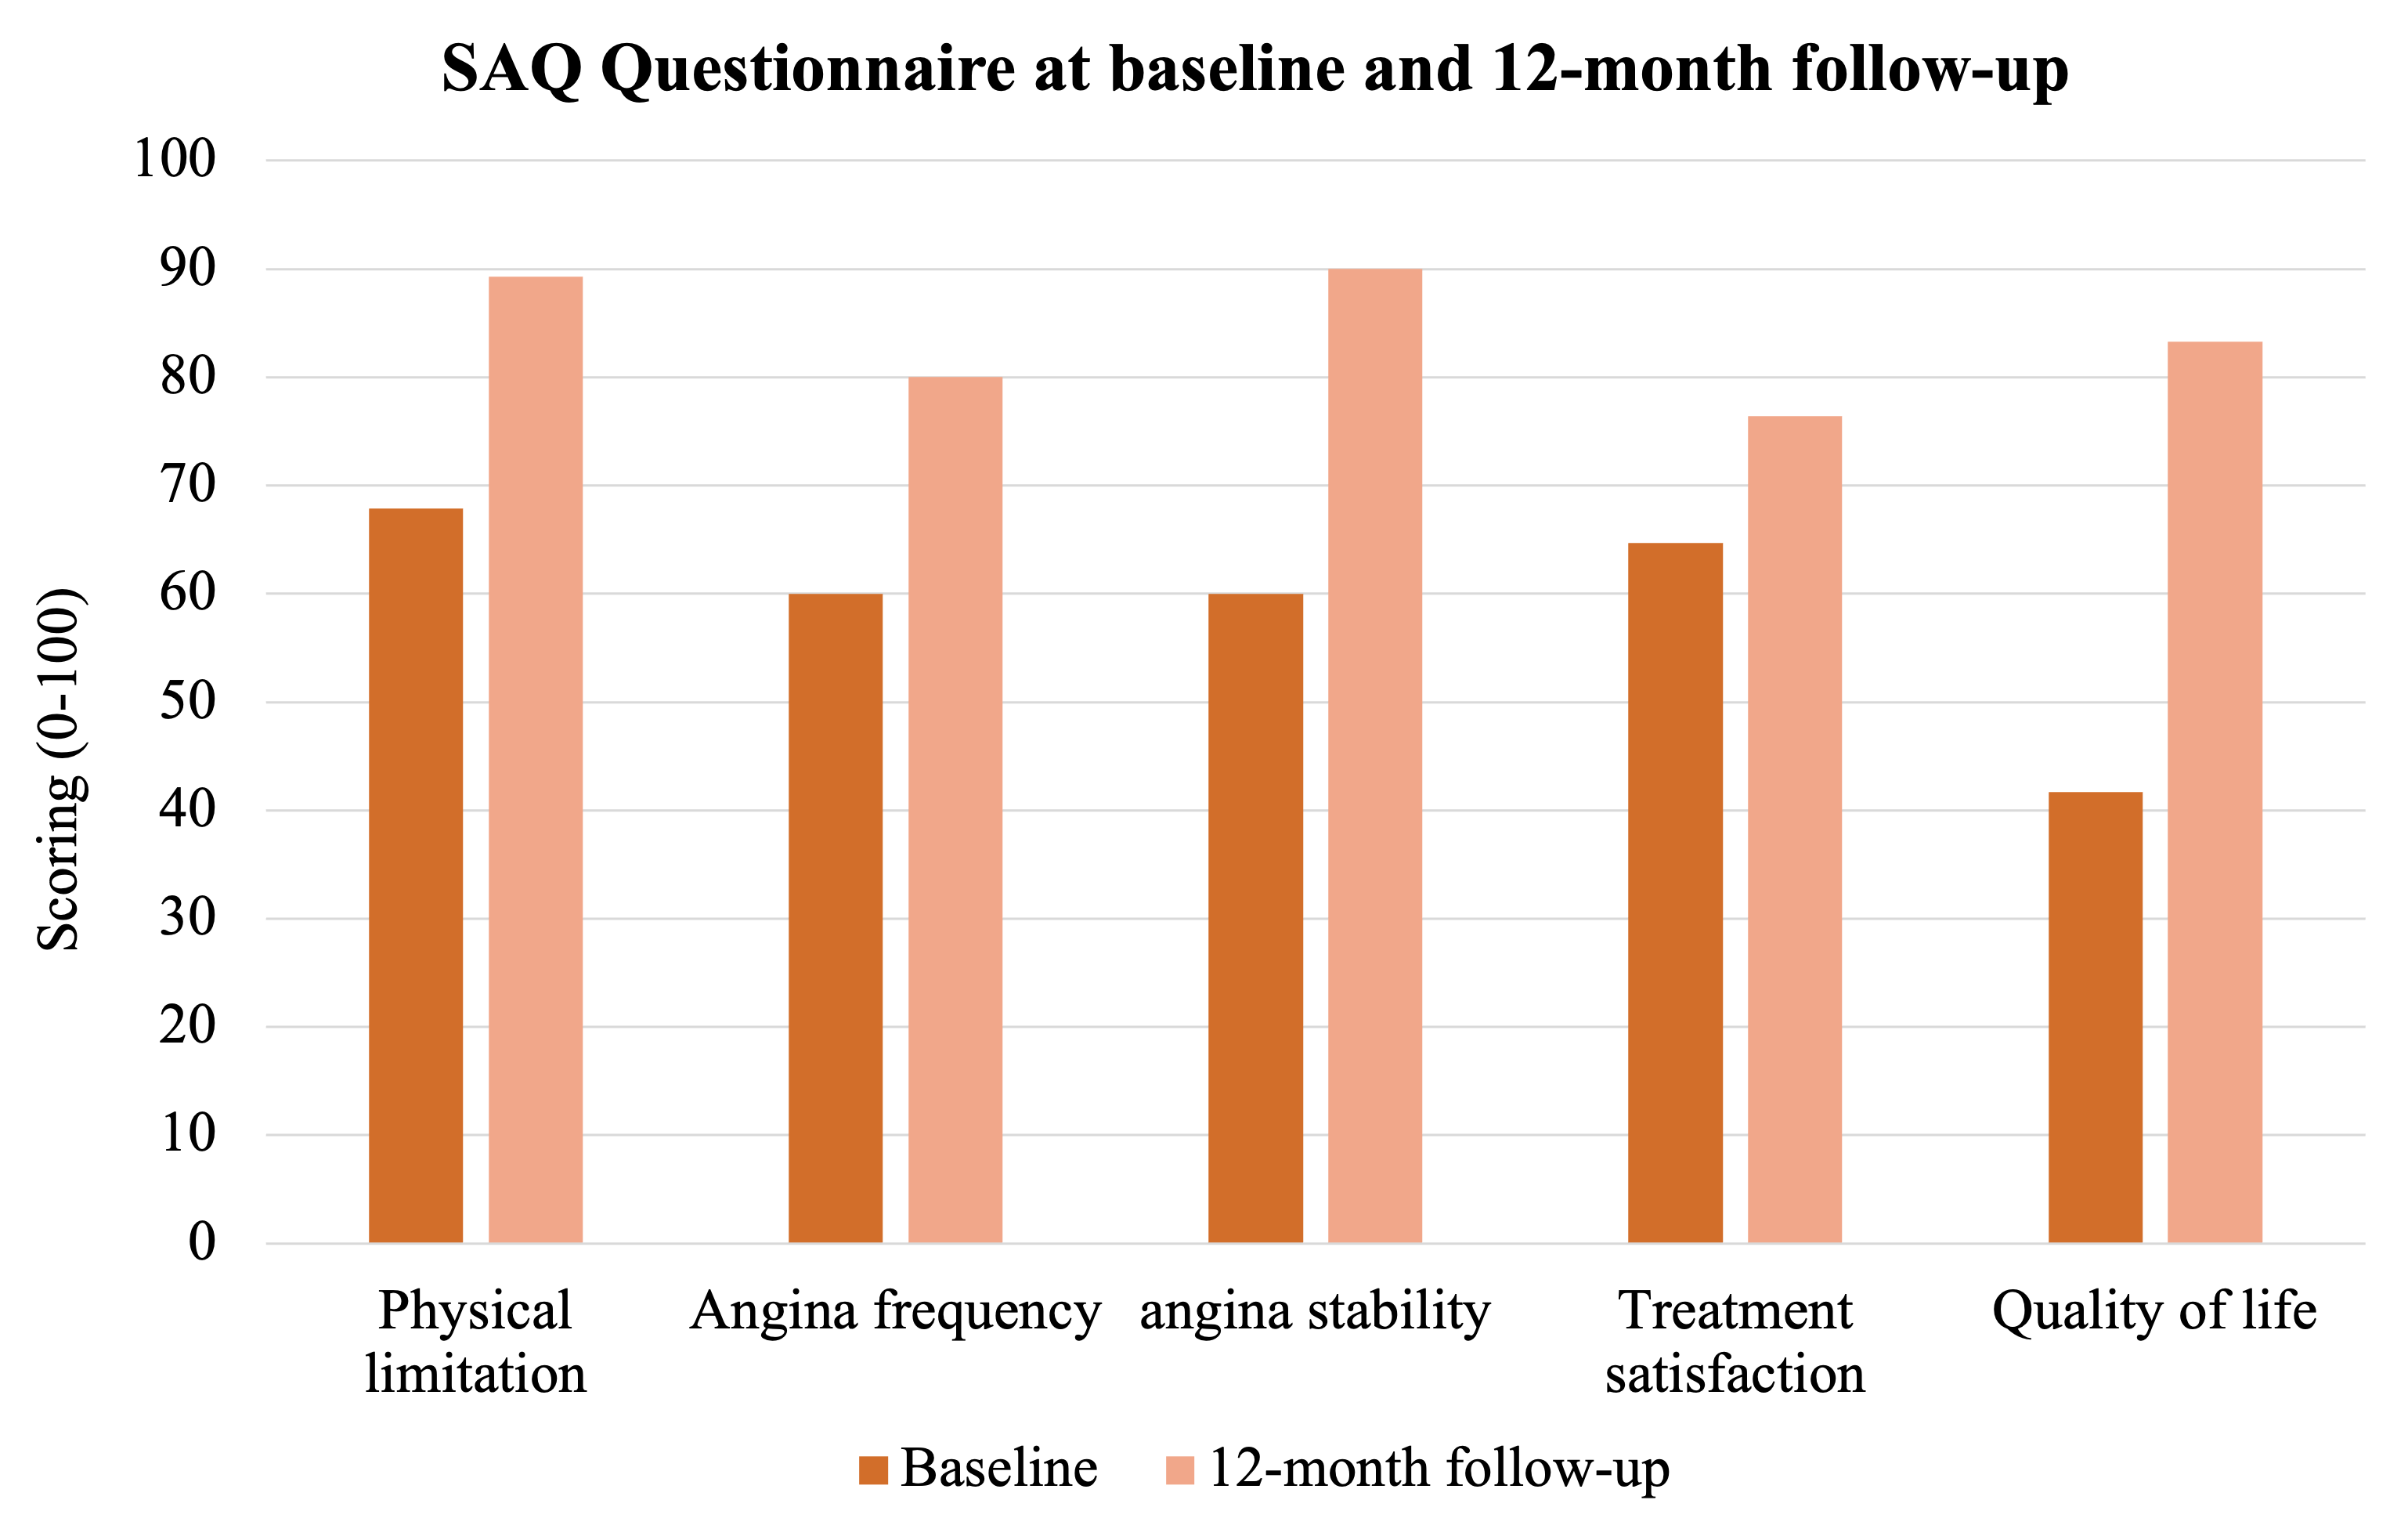 SAQ Questionnaire at baseline and 12-month follow-up
100
90
80
70
60
50
40
30
20
10
0
Scoring (0-100)
Physical
limitation
Angina frequency
angina stability
Treatment
satisfaction
Quality of life
Baseline
12-month follow-up